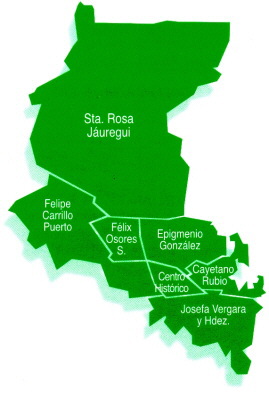 Sta. Rosa
Jáuregui
Felipe
Carrillo
Puerto
Félix
Osores
S.
Epigmenio
González
Cayetano
Rubio
Centro
Histórico
Josefa Vergara
y Hdez.